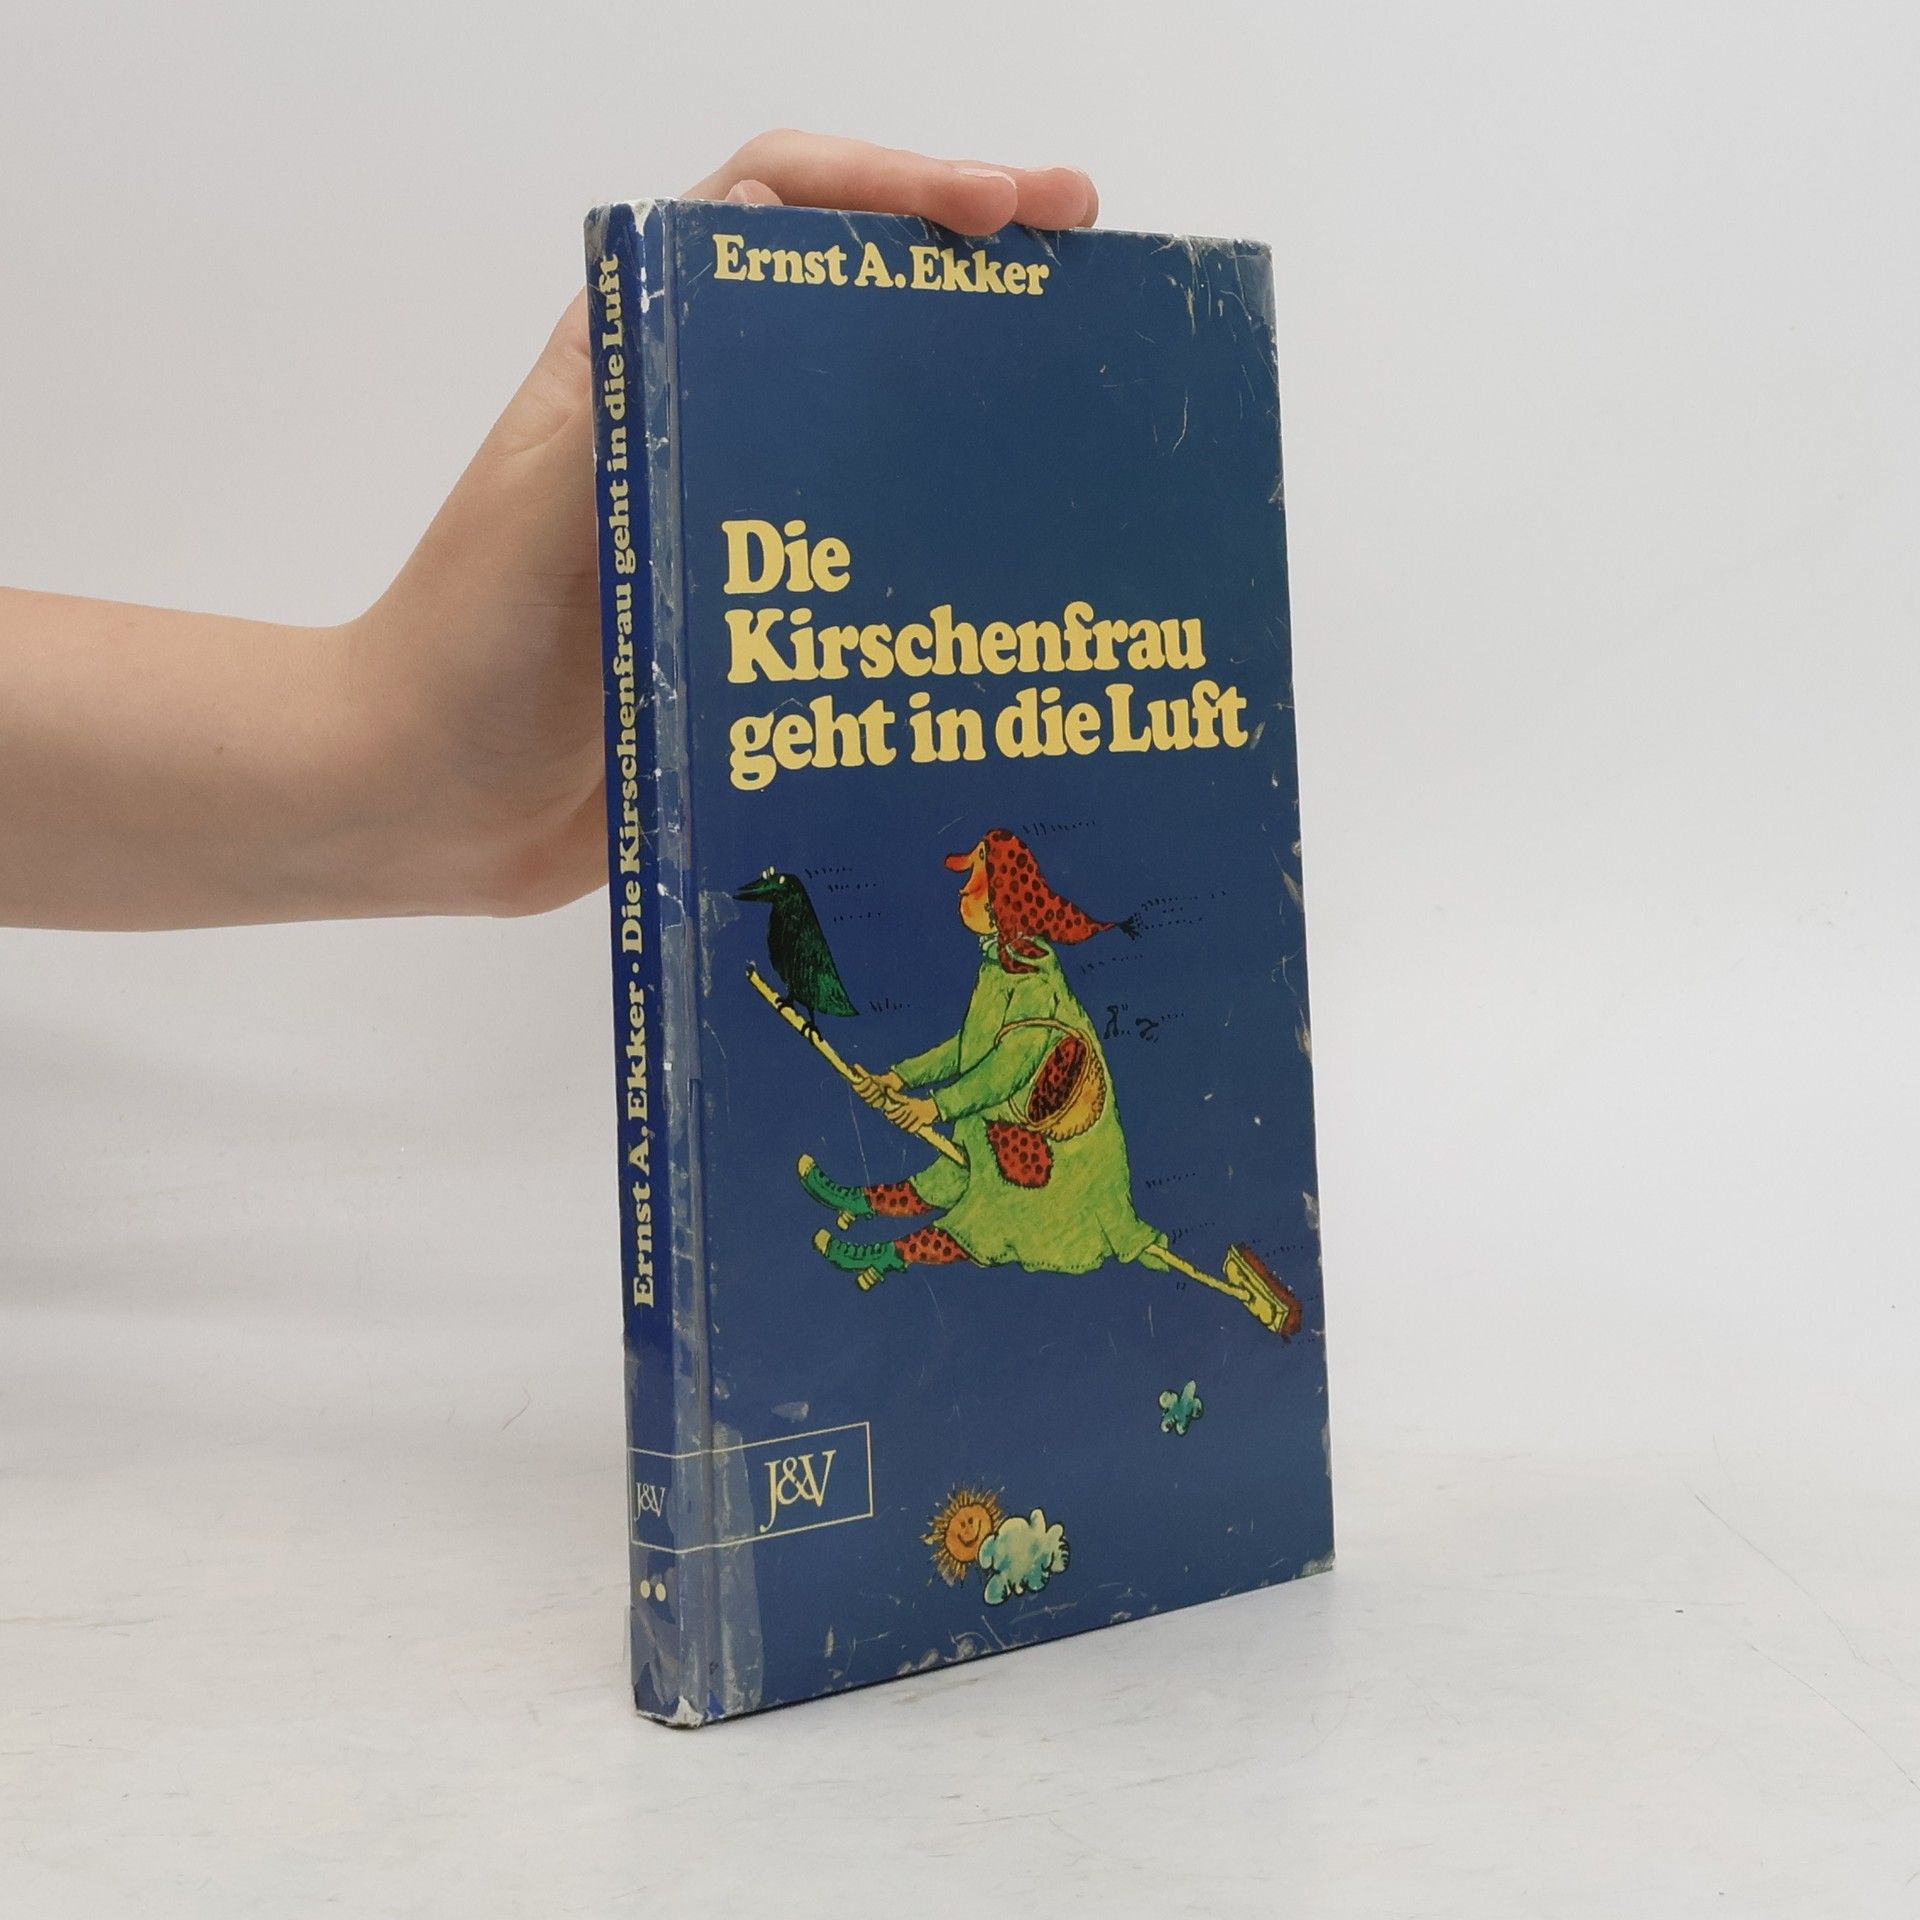 Ernst A. Ekker
Die
Kirschenfrau
geht in die Luft
J&V
Ernst A. Ekker · Die Kirschenfrau geht in die Luft
J&V